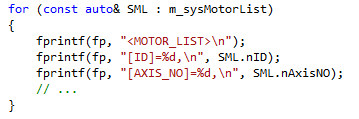 for (const auto& SML : m_sysMotorList)
{
    fprintf(fp, "<MOTOR_LIST>\n");
    fprintf(fp, "[ID]=%d,\n", SML.nID);
    fprintf(fp, "[AXIS_NO]=%d,\n", SML.nAxisNO);
    // ...
}